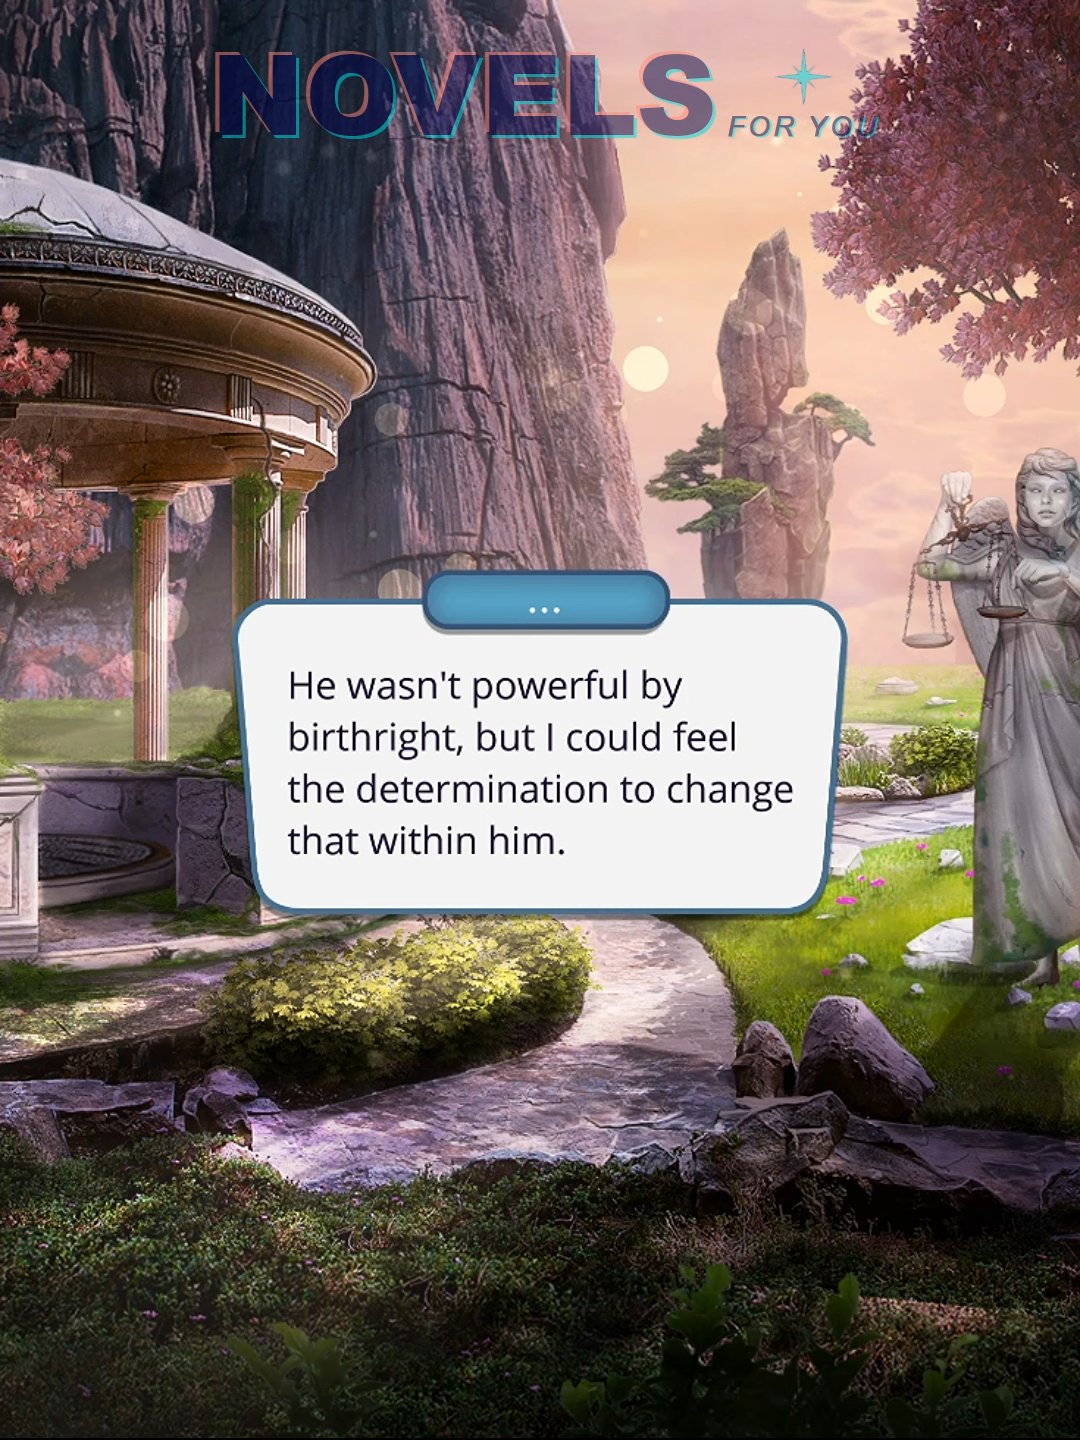 NOVELS
FOR YOU
...
He wasn't powerful by
birthright, but I could feel
the determination to change
that within him.